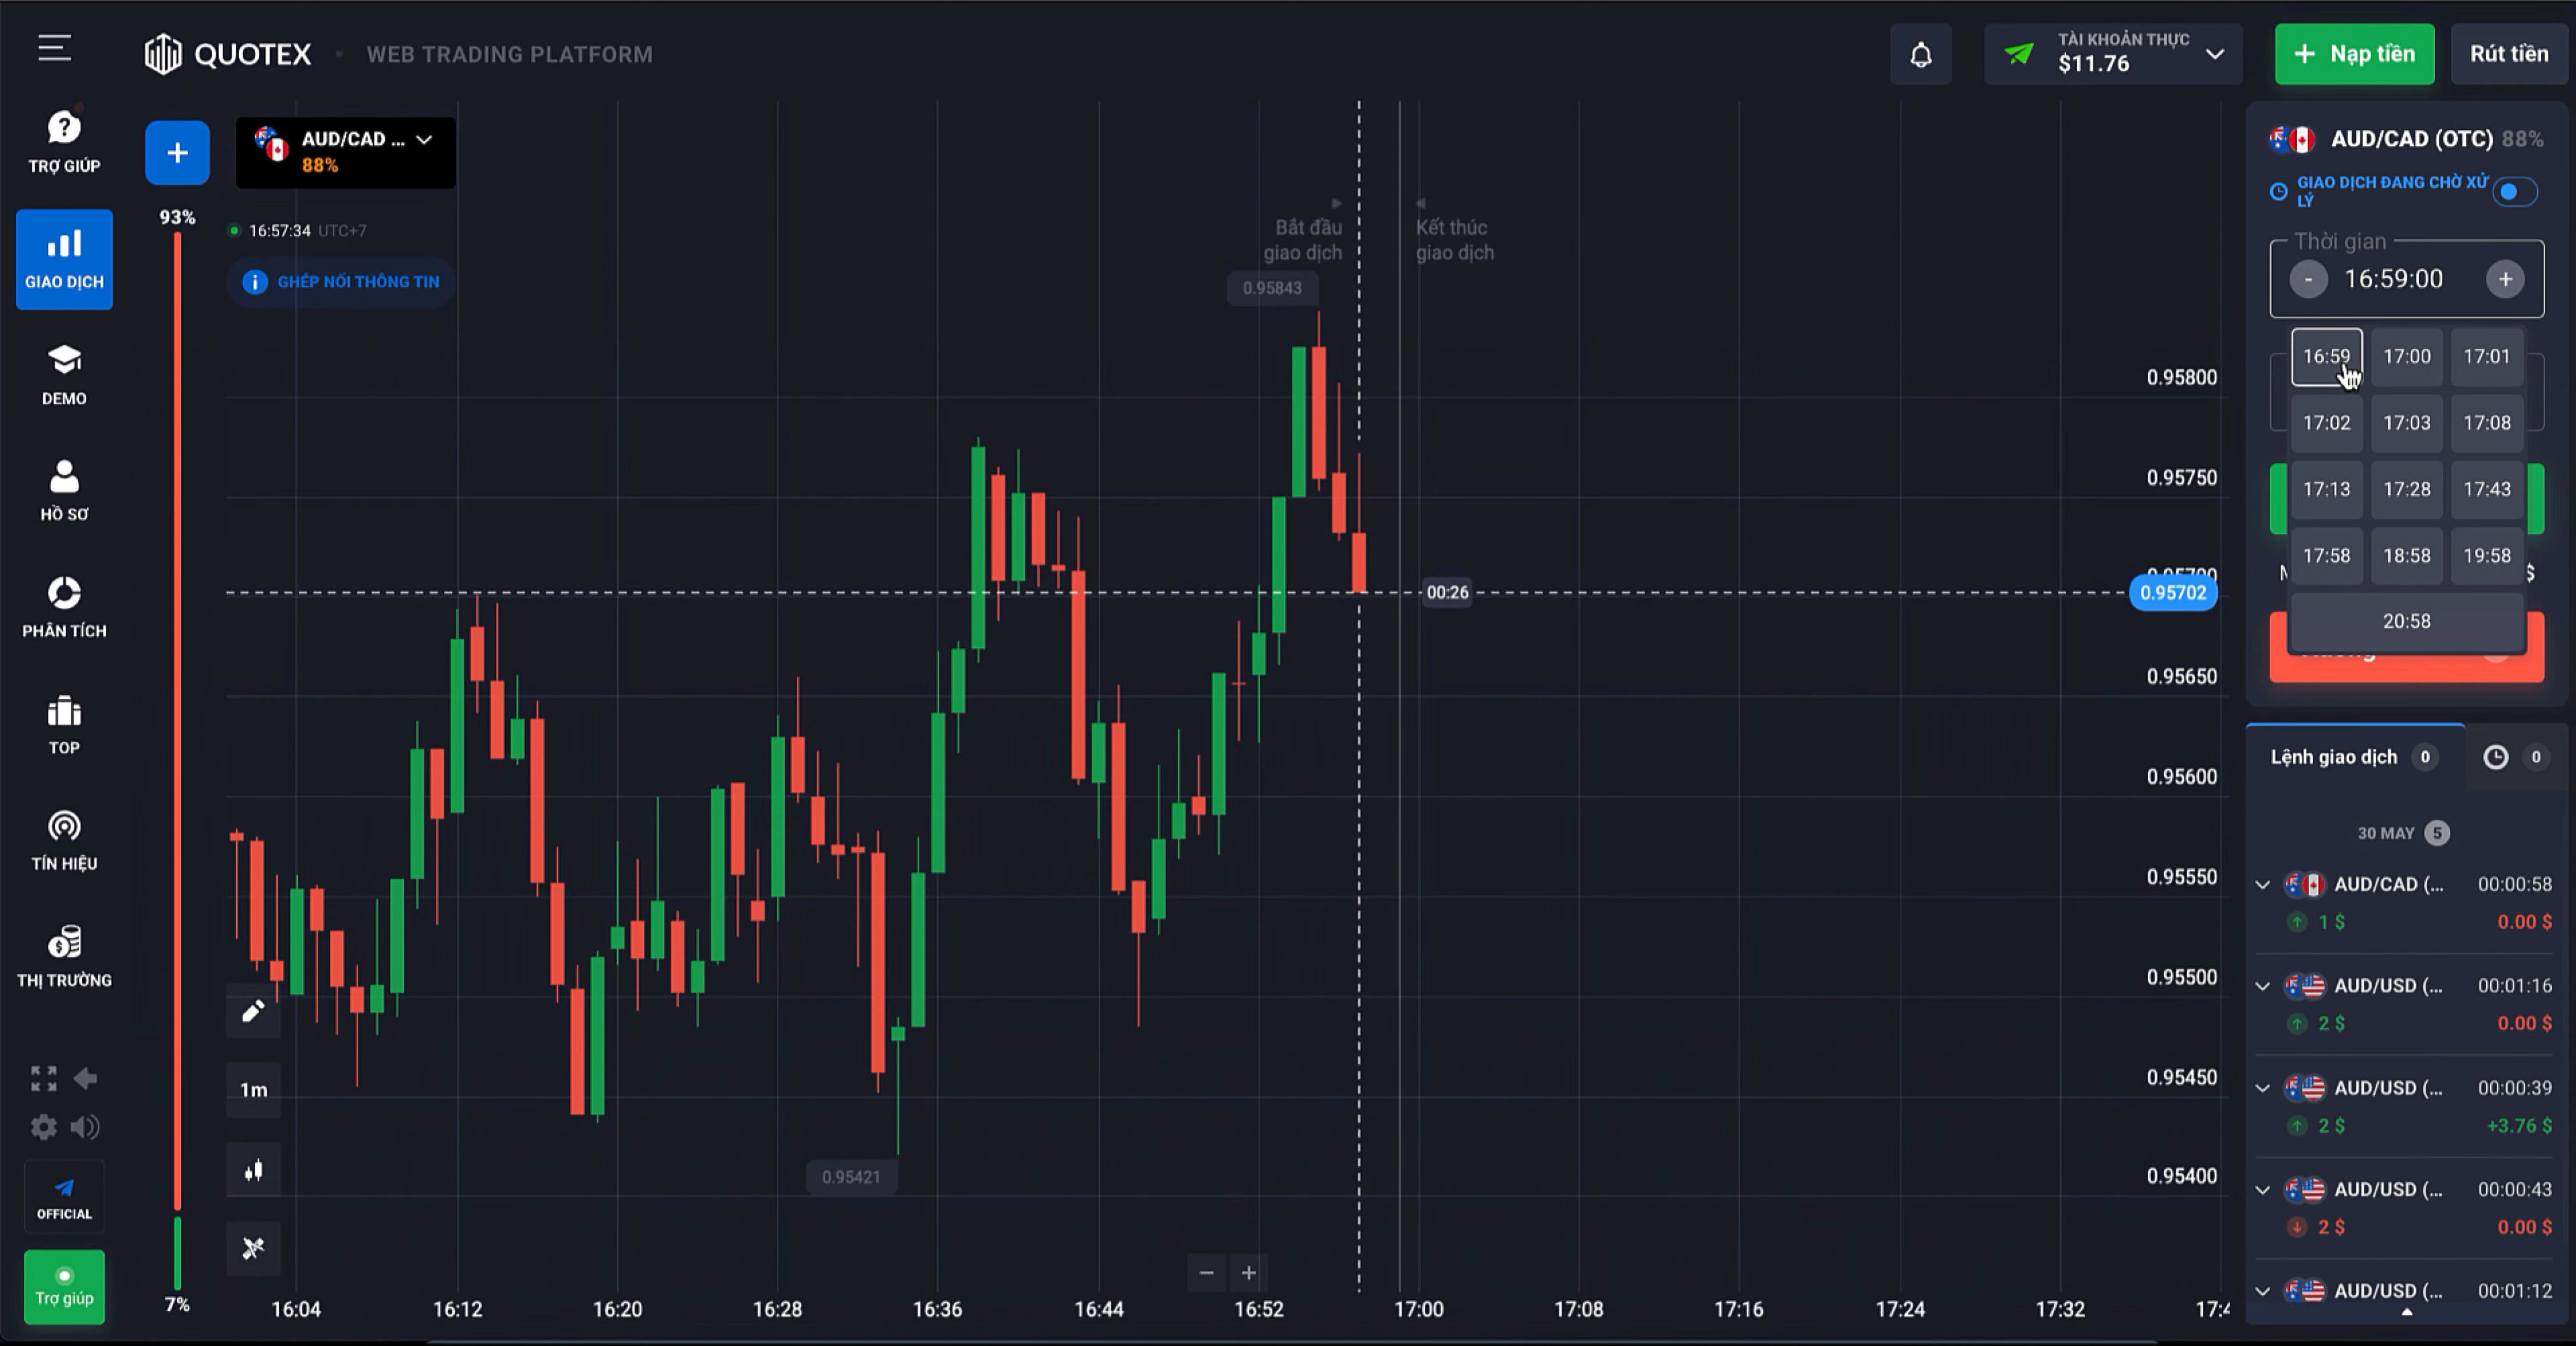 QUOTEX
WEB TRADING PLATFORM
TÀI KHOẢN THỰC
$11.76
Nạp tiền
Rút tiền
TRỢ GIÚP
GIAO DỊCH
DEMO
HỒ SƠ
PHÂN TÍCH
TOP
TÍN HIỆU
THỊ TRƯỜNG
OFFICIAL
Trợ giúp
93%
7%
AUD/CAD ...
88%
16:57:34 UTC+7
GHÉP NỐI THÔNG TIN
1m
Bắt đầu
giao dịch
Kết thúc
giao dịch
0.95843
0.95421
00:26
0.95800
0.95750
0.95702
0.95650
0.95600
0.95550
0.95500
0.95450
0.95400
16:04
16:12
16:20
16:28
16:36
16:44
16:52
17:00
17:08
17:16
17:24
17:32
AUD/CAD (OTC) 88%
GIAO DỊCH ĐANG CHỜ XỬ
LÝ
Thời gian
- 16:59:00 +
16:59 17:00 17:01
17:02 17:03 17:08
17:13 17:28 17:43
17:58 18:58 19:58
20:58
Lệnh giao dịch 0
0
30 MAY 5
AUD/CAD (... 00:00:58
1 $ 0.00 $
AUD/USD (... 00:01:16
2 $ 0.00 $
AUD/USD (... 00:00:39
2 $ +3.76 $
AUD/USD (... 00:00:43
2 $ 0.00 $
AUD/USD (... 00:01:12